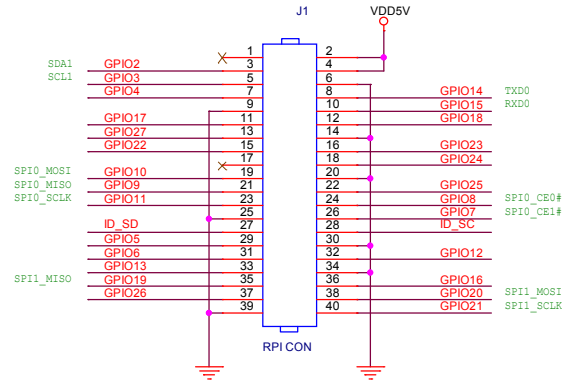 J1 VDD5V
1 2
SDA1 GPIO2 3 4
SCL1 GPIO3 5 6
GPIO4 7 8 GPIO14 TXD0
9 10 GPIO15 RXD0
GPIO17 11 12 GPIO18
GPIO27 13 14
GPIO22 15 16 GPIO23
17 18 GPIO24
SPI0_MOSI GPIO10 19 20
SPI0_MISO GPIO9 21 22 GPIO25
SPI0_SCLK GPIO11 23 24 GPIO8 SPI0_CE0#
25 26 GPIO7 SPI0_CE1#
ID_SD 27 28 ID_SC
GPIO5 29 30
GPIO6 31 32 GPIO12
GPIO13 33 34
SPI1_MISO GPIO19 35 36 GPIO16
GPIO26 37 38 GPIO20 SPI1_MOSI
39 40 GPIO21 SPI1_SCLK
RPI CON